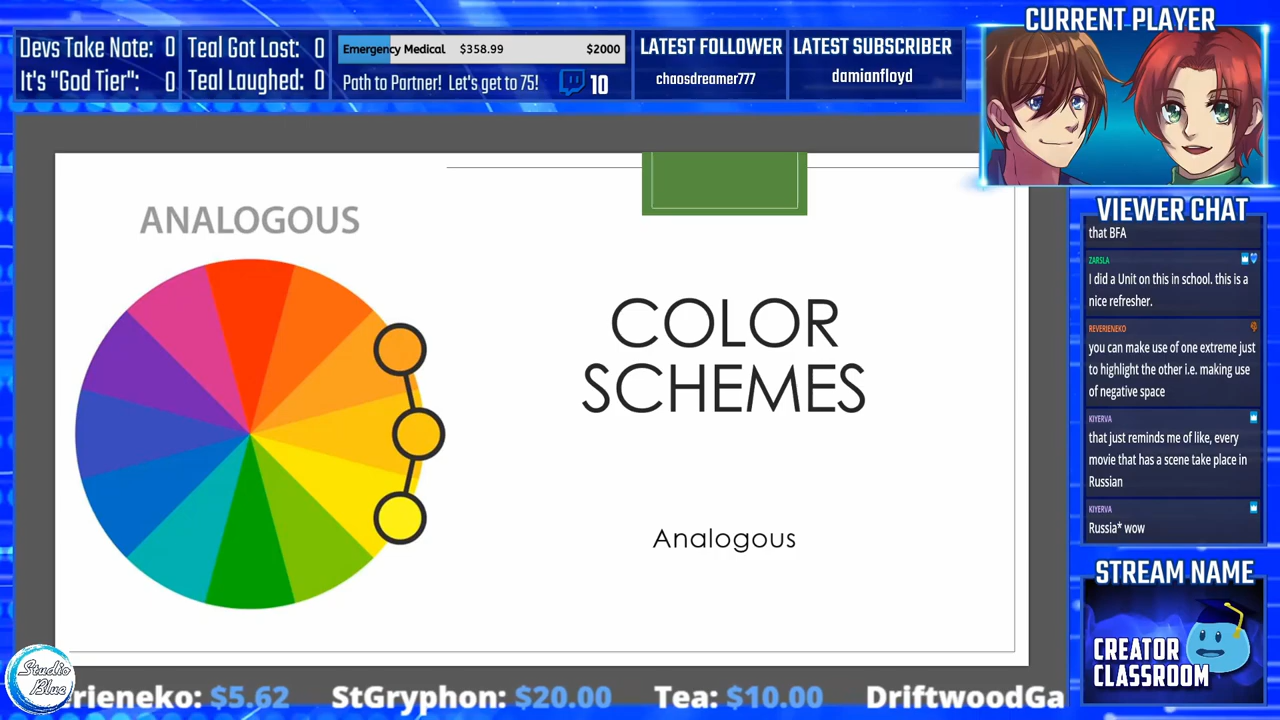 Devs Take Note: 0
It's "God Tier": 0
Teal Got Lost: 0
Teal Laughed: 0
Emergency Medical $358.99 $2000
Path to Partner! Let's get to 75! 10
LATEST FOLLOWER
chaosdreamer777
LATEST SUBSCRIBER
damianfloyd
CURRENT PLAYER
ANALOGOUS
COLOR
SCHEMES
Analogous
VIEWER CHAT
that BFA
ZARSLA
I did a Unit on this in school. this is a
nice refresher.
REVERIENEKO
you can make use of one extreme just
to highlight the other i.e. making use
of negative space
KIYERVA
that just reminds me of like, every
movie that has a scene take place in
Russian
KIYERVA
Russia* wow
STREAM NAME
CREATOR
CLASSROOM
Studio
Blue
rieneko: $5.62 StGryphon: $20.00 Tea: $10.00 DriftwoodGa